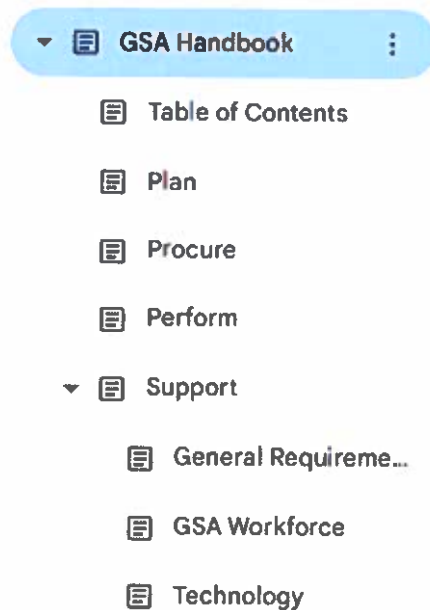 GSA Handbook
Table of Contents
Plan
Procure
Perform
Support
General Requireme...
GSA Workforce
Technology